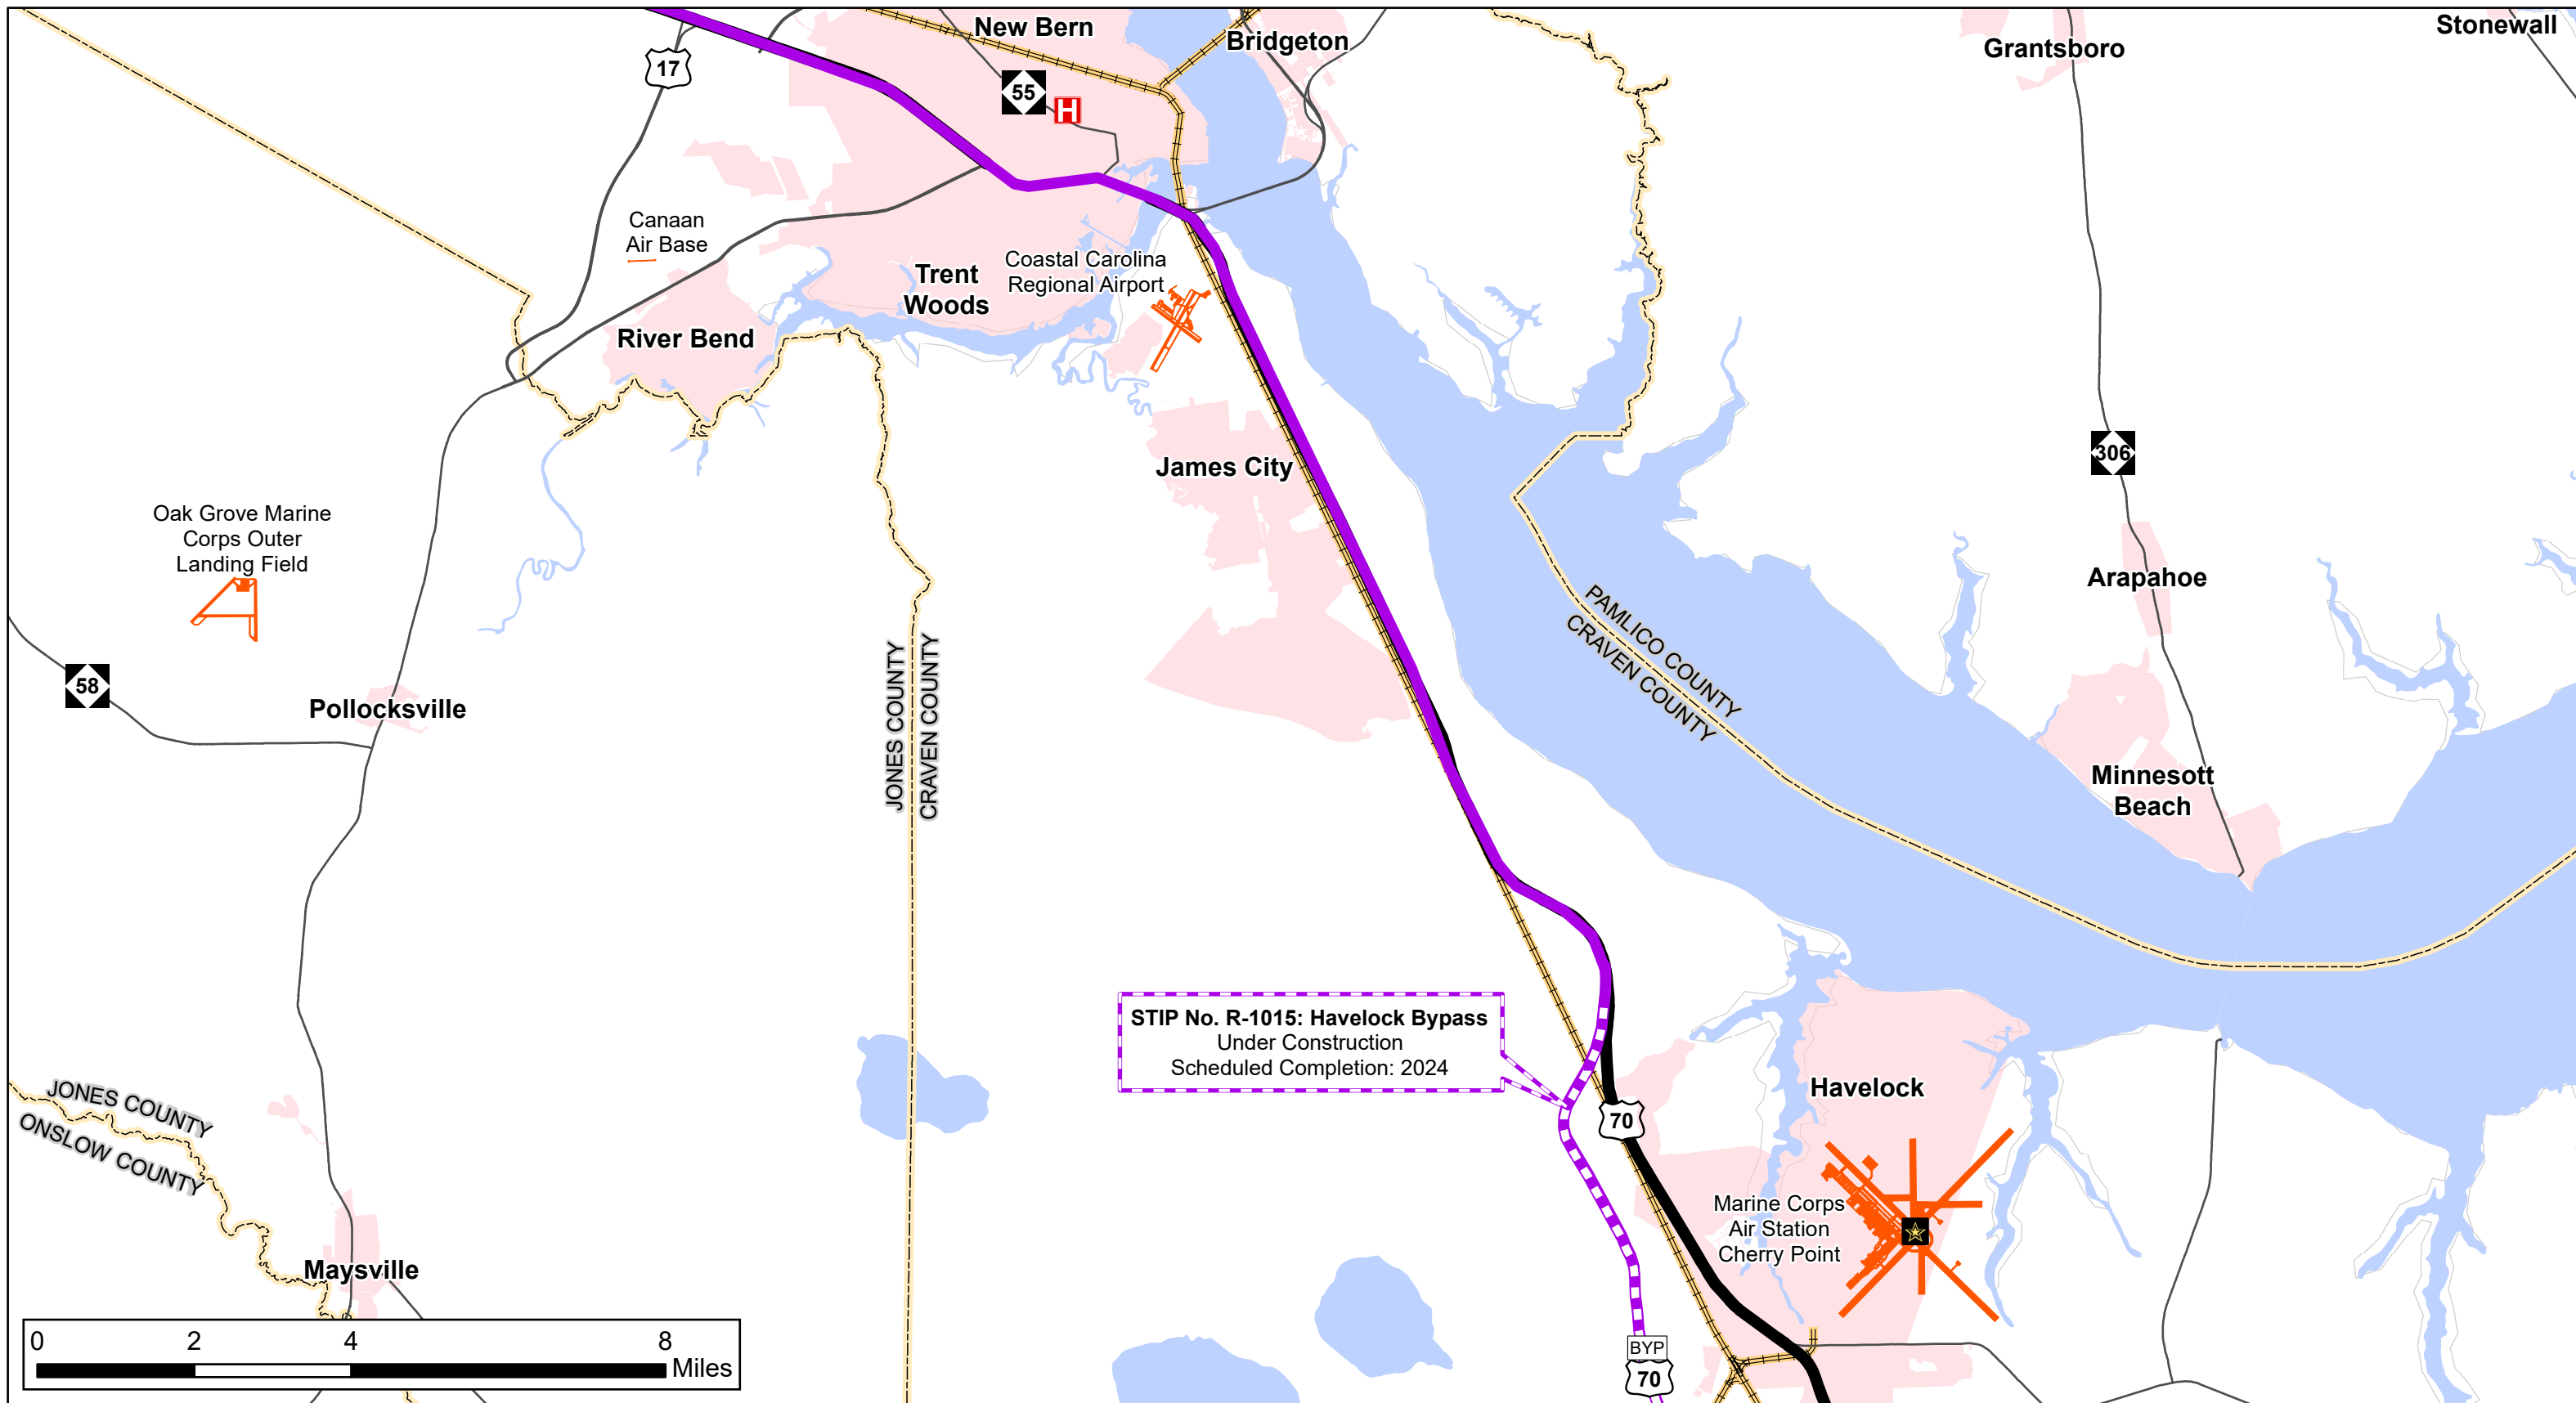 New Bern
Bridgeton
Grantsboro
Stonewall
17
55
H
Canaan
Air Base
Coastal Carolina
Regional Airport
Trent
Woods
River Bend
James City
306
Oak Grove Marine
Corps Outer
Landing Field
Arapahoe
PAMLICO COUNTY
CRAVEN COUNTY
58
Pollocksville
JONES COUNTY
CRAVEN COUNTY
Minnesott
Beach
STIP No. R-1015: Havelock Bypass
Under Construction
Scheduled Completion: 2024
70
Havelock
JONES COUNTY
ONSLOW COUNTY
Marine Corps
Air Station
Cherry Point
Maysville
0 2 4 8
Miles
BYP
70